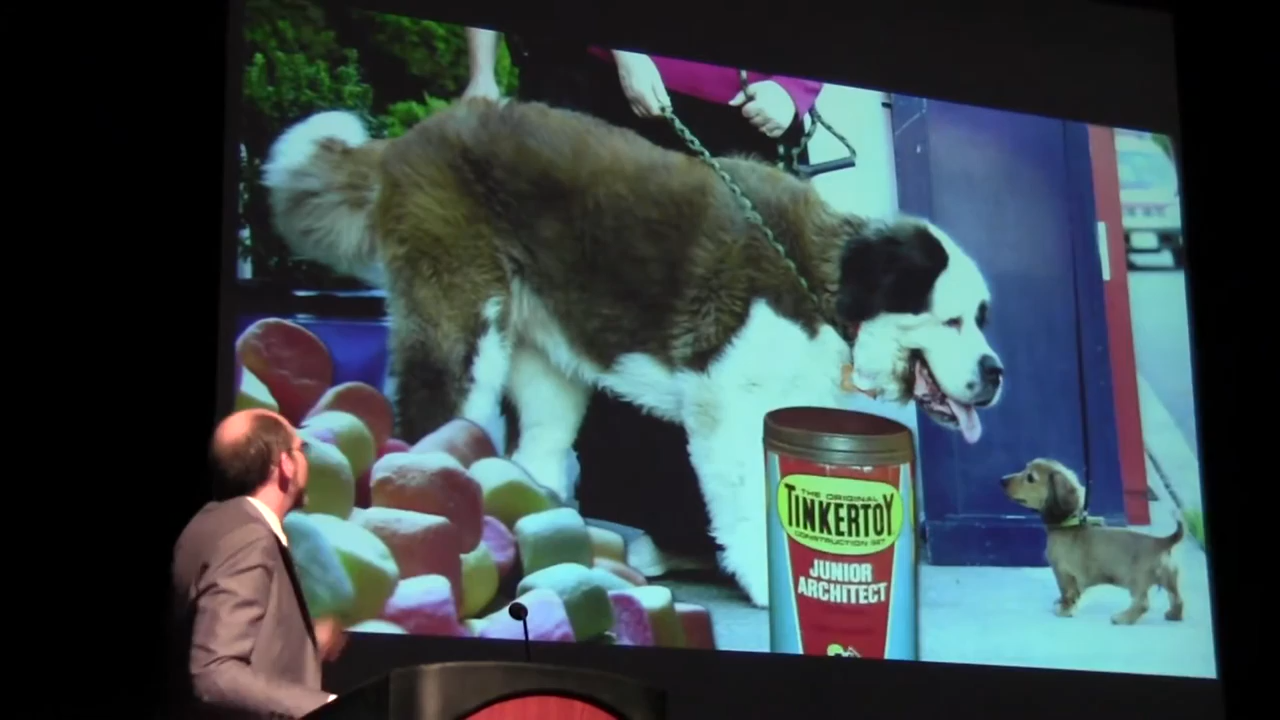 THE ORIGINAL
TINKERTOY
CONSTRUCTION SET
JUNIOR
ARCHITECT